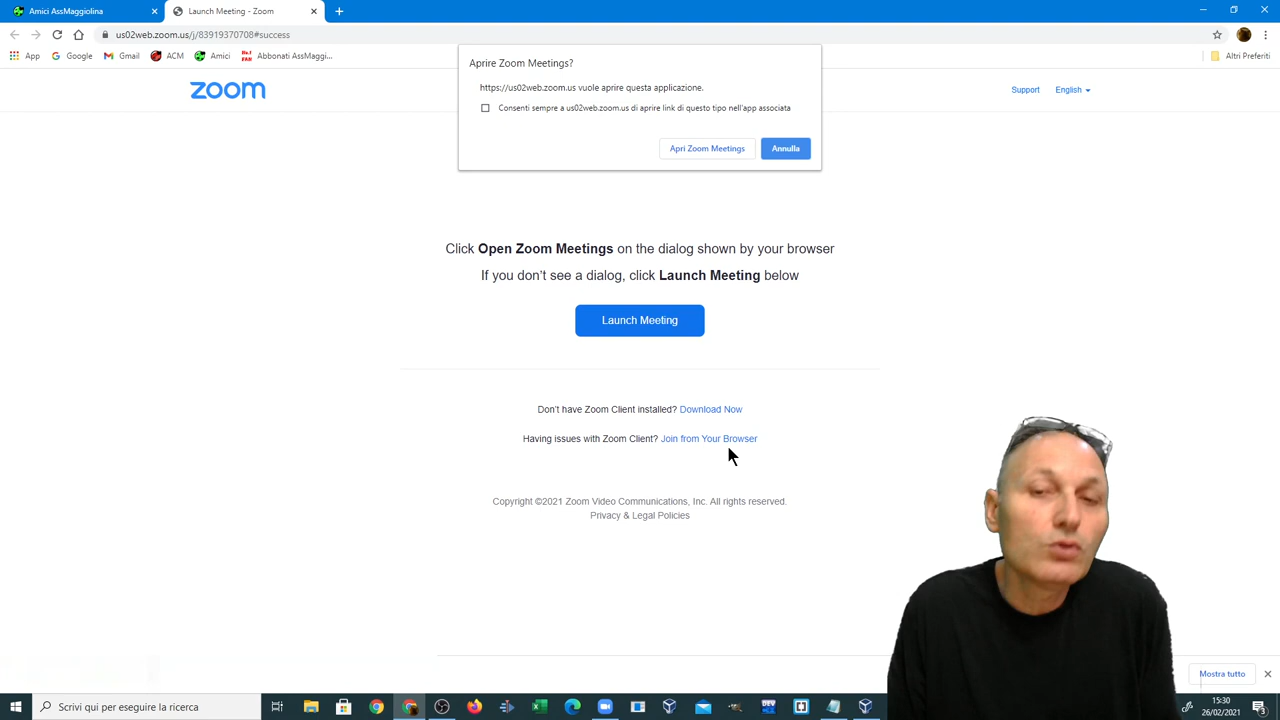 Amici AssMaggiolina
Launch Meeting - Zoom
us02web.zoom.us/j/83919370708#success
App
Google
Gmail
ACM
Amici
Abbonati AssMaggi...
Altri Preferiti
Aprire Zoom Meetings?
https://us02web.zoom.us vuole aprire questa applicazione.
Consenti sempre a us02web.zoom.us di aprire link di questo tipo nell'app associata
Apri Zoom Meetings
Annulla
zoom
Support
English
Click Open Zoom Meetings on the dialog shown by your browser
If you don't see a dialog, click Launch Meeting below
Launch Meeting
Don't have Zoom Client installed? Download Now
Having issues with Zoom Client? Join from Your Browser
Copyright ©2021 Zoom Video Communications, Inc. All rights reserved.
Privacy & Legal Policies
Mostra tutto
Scrivi qui per eseguire la ricerca
15:30
26/02/2021